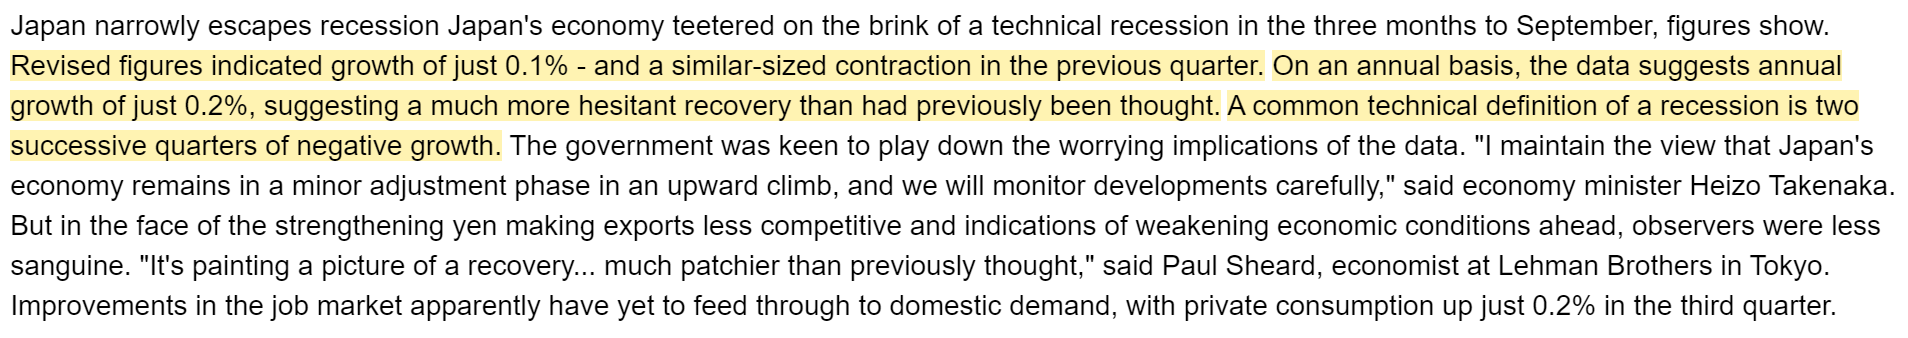 Japan narrowly escapes recession Japan's economy teetered on the brink of a technical recession in the three months to September, figures show.
Revised figures indicated growth of just 0.1% - and a similar-sized contraction in the previous quarter. On an annual basis, the data suggests annual
growth of just 0.2%, suggesting a much more hesitant recovery than had previously been thought. A common technical definition of a recession is two
successive quarters of negative growth. The government was keen to play down the worrying implications of the data. "I maintain the view that Japan's
economy remains in a minor adjustment phase in an upward climb, and we will monitor developments carefully," said economy minister Heizo Takenaka.
But in the face of the strengthening yen making exports less competitive and indications of weakening economic conditions ahead, observers were less
sanguine. "It's painting a picture of a recovery... much patchier than previously thought," said Paul Sheard, economist at Lehman Brothers in Tokyo.
Improvements in the job market apparently have yet to feed through to domestic demand, with private consumption up just 0.2% in the third quarter.